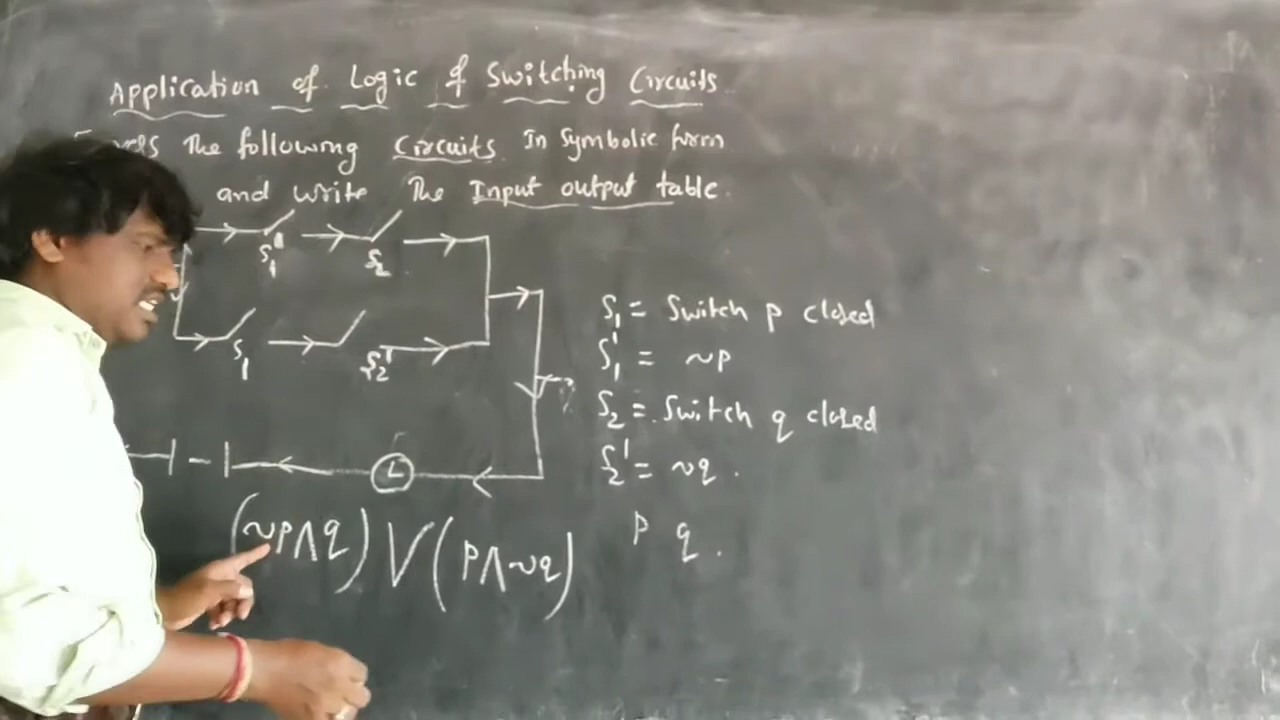 Application of Logic of Switching Circuits
The following Circuits In Symbolic form
and write The Input output table.
S₁' S₂
S₁ S₂'
L
S₁ = Switch p closed
S₁' = ~p
S₂ = Switch q closed
S₂' = ~q.
(~p∧q) ∨ (p∧~q)
p q.